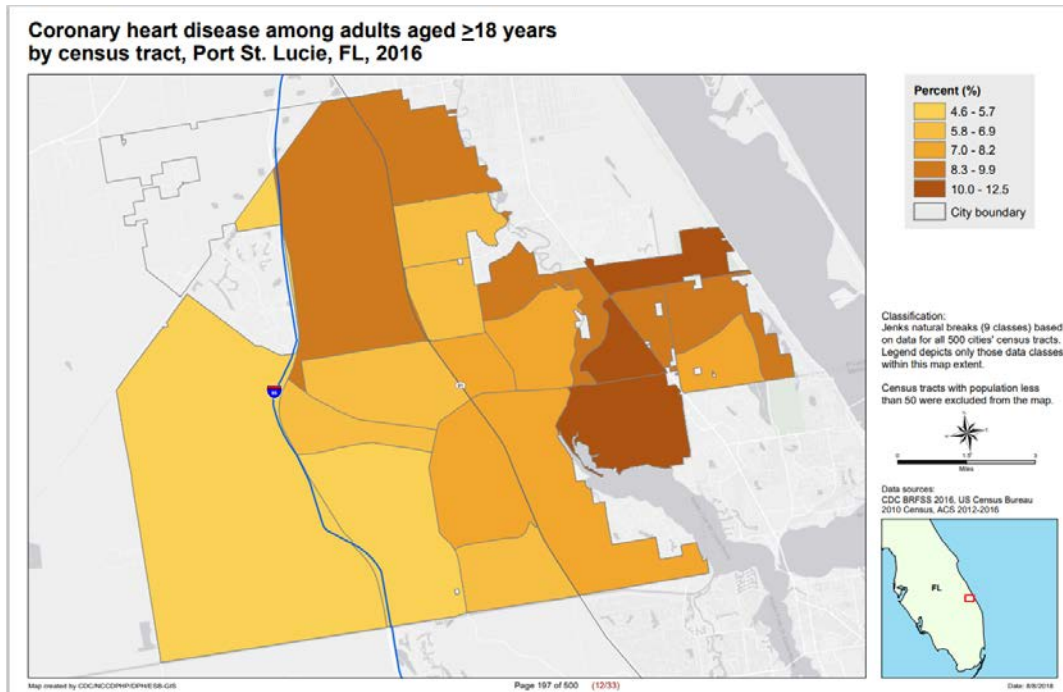 Coronary heart disease among adults aged ≥18 years
by census tract, Port St. Lucie, FL, 2016
Percent (%)
4.6 - 5.7
5.8 - 6.9
7.0 - 8.2
8.3 - 9.9
10.0 - 12.5
City boundary
Classification:
Jenks natural breaks (9 classes) based
on data for all 500 cities' census tracts.
Legend depicts only those data classes
within this map extent.
Census tracts with population less
than 50 were excluded from the map.
0 1.5 3
Miles
Data sources:
CDC BRFSS 2016, US Census Bureau
2010 Census, ACS 2012-2016
FL
Map created by CDC/NCCDPHP/DPH/ESB-GIS
Page 197 of 500 (12/33)
Date: 8/8/2018